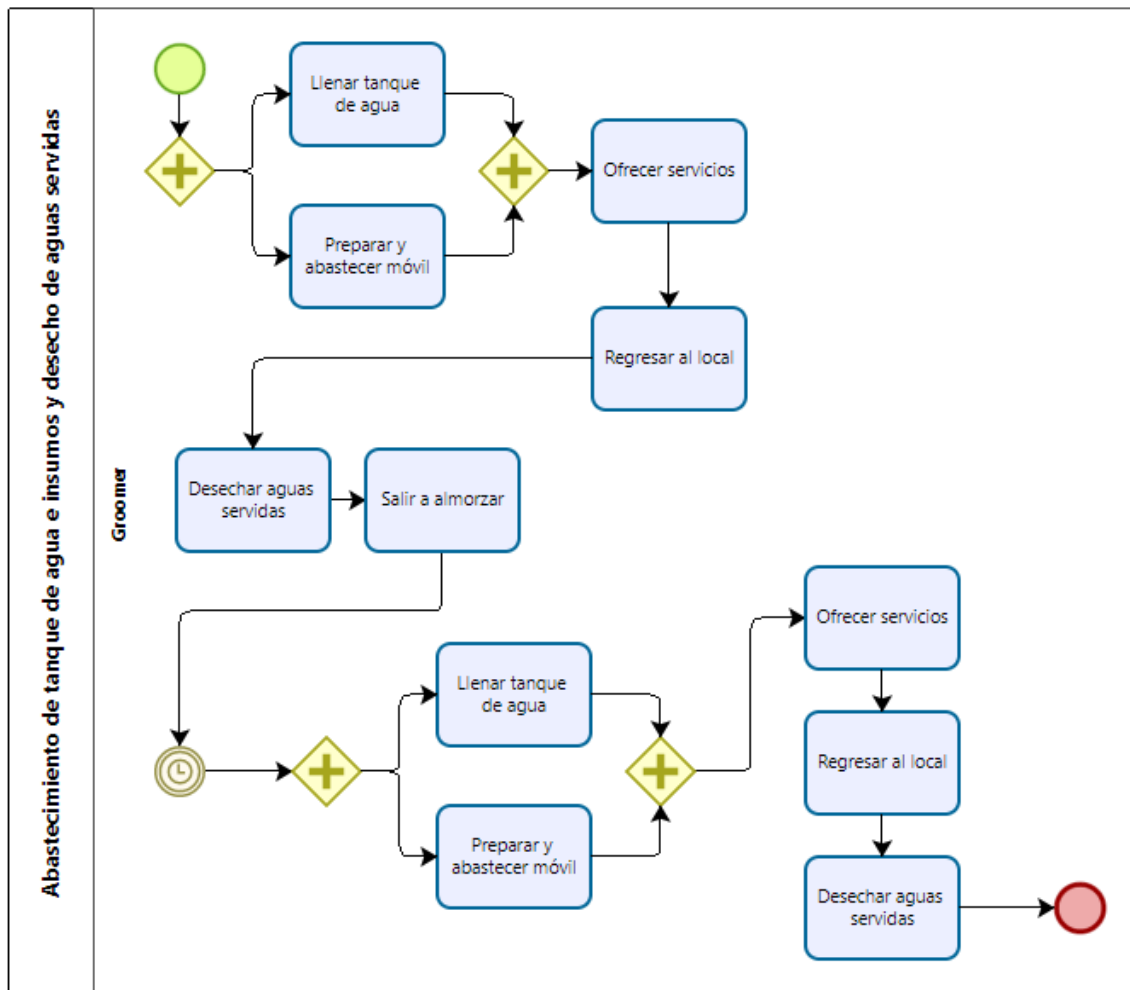 Abastecimiento de tanque de agua e insumos y desecho de aguas servidas
Groomer
Llenar tanque
de agua
Preparar y
abastecer móvil
Ofrecer servicios
Regresar al local
Desechar aguas
servidas
Salir a almorzar
Llenar tanque
de agua
Preparar y
abastecer móvil
Ofrecer servicios
Regresar al local
Desechar aguas
servidas